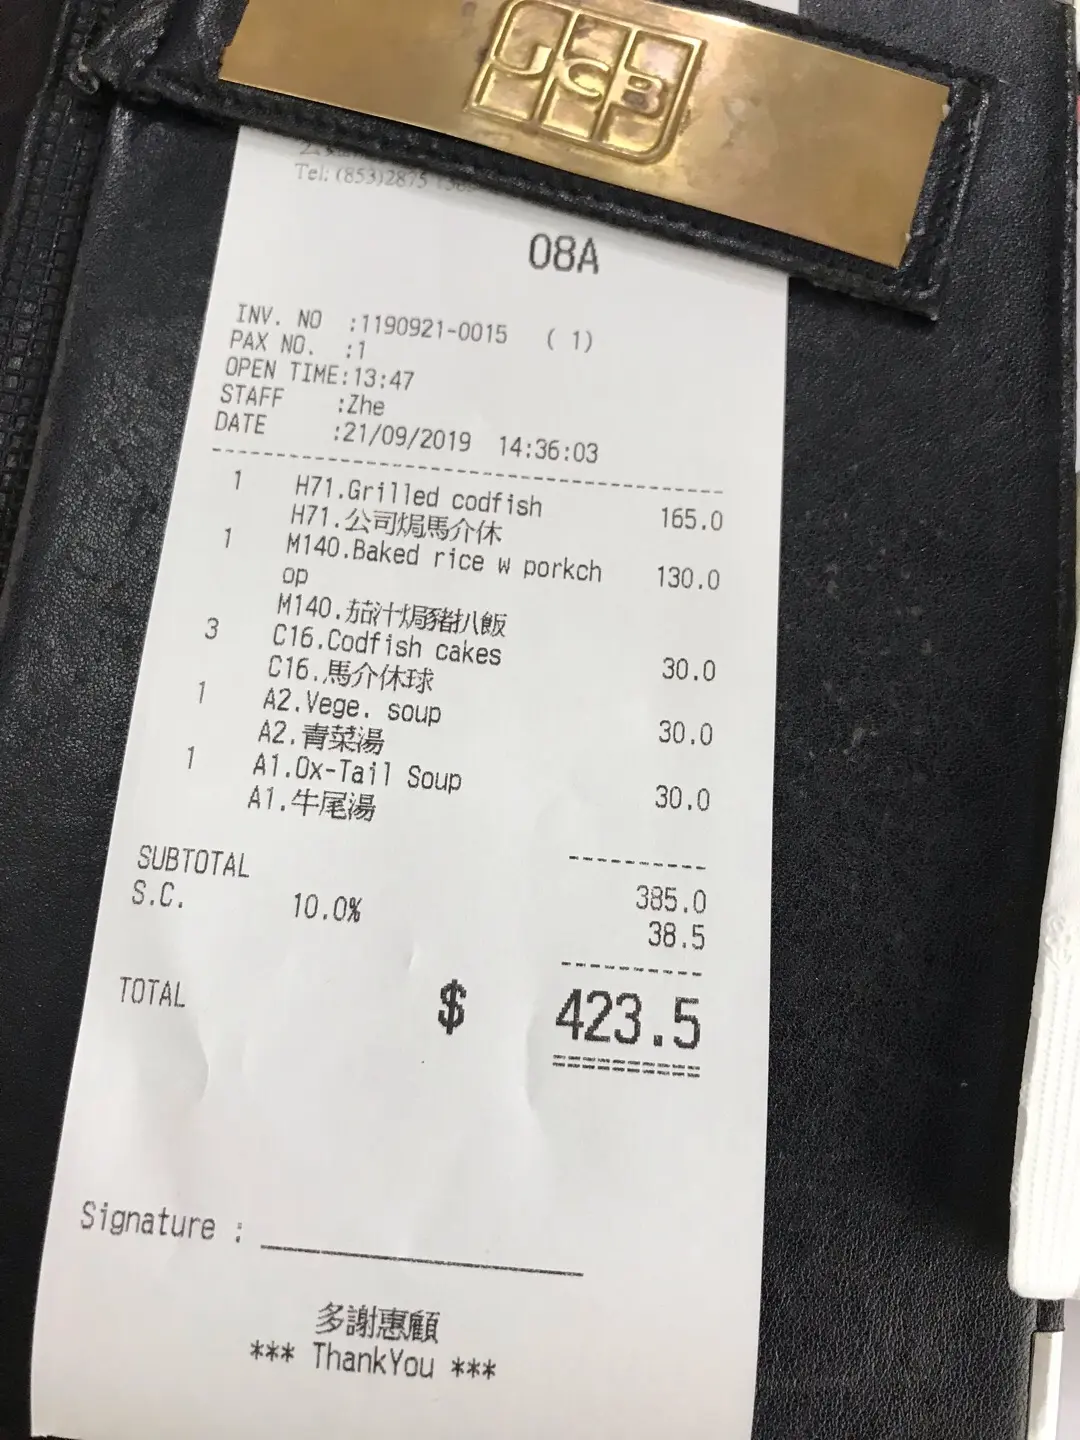 JCB
Tel: (853)2875
08A
INV. NO :1190921-0015 ( 1)
PAX NO. :1
OPEN TIME:13:47
STAFF :Zhe
DATE :21/09/2019 14:36:03
1 H71.Grilled codfish 165.0
H71.公司焗馬介休
1 M140.Baked rice w porkch 130.0
op
M140.茄汁焗豬扒飯
3 C16.Codfish cakes 30.0
C16.馬介休球
1 A2.Vege. soup 30.0
A2.青菜湯
1 A1.Ox-Tail Soup 30.0
A1.牛尾湯
SUBTOTAL 385.0
S.C. 10.0% 38.5
TOTAL $ 423.5
Signature :
多謝惠顧
*** ThankYou ***